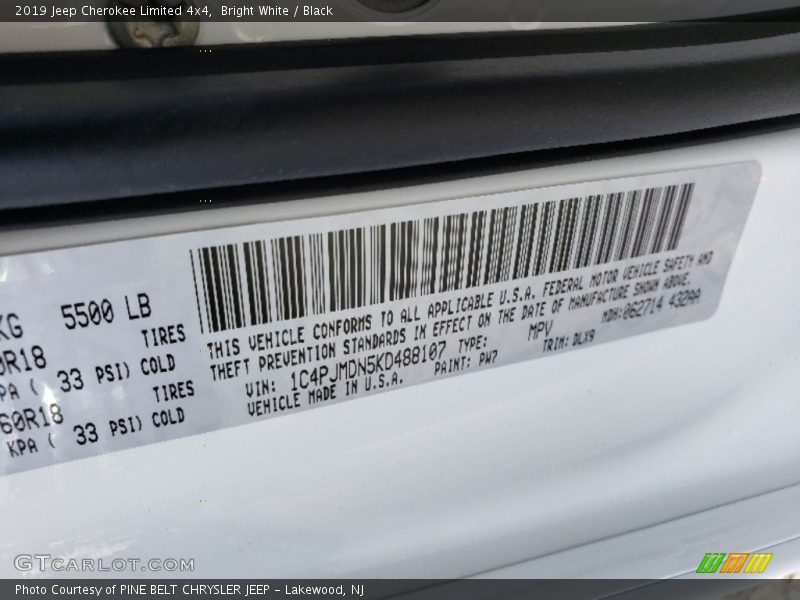 2019 Jeep Cherokee Limited 4x4,  Bright White / Black
KG 5500 LB
R18 TIRES
KPA ( 33 PSI) COLD
60R18 TIRES
KPA ( 33 PSI) COLD
THIS VEHICLE CONFORMS TO ALL APPLICABLE U.S.A. FEDERAL MOTOR VEHICLE SAFETY AND
THEFT PREVENTION STANDARDS IN EFFECT ON THE DATE OF MANUFACTURE SHOWN ABOVE.
VIN: 1C4PJMDN5KD488107 TYPE: MPV MDH:062714 432AA
VEHICLE MADE IN U.S.A. PAINT: PW7 TRIM: DLX9
GTCARLOT.COM
Photo Courtesy of PINE BELT CHRYSLER JEEP – Lakewood, NJ